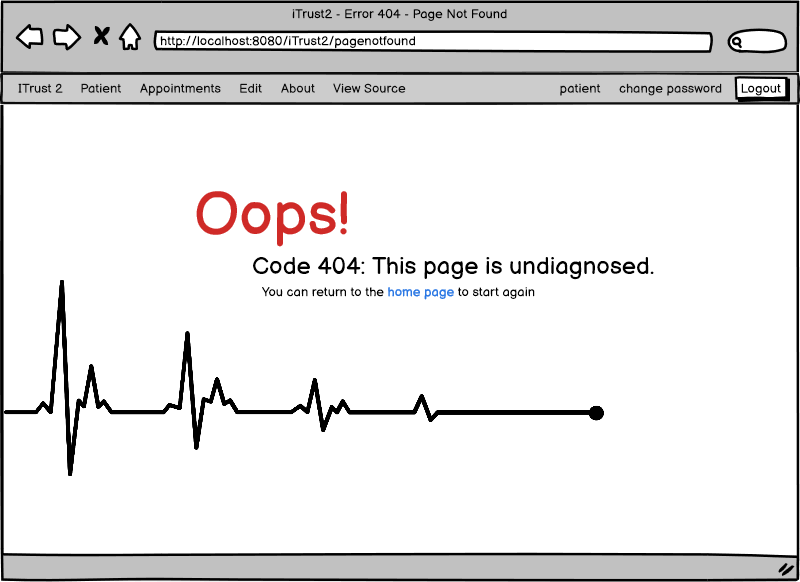 iTrust2 - Error 404 - Page Not Found
http://localhost:8080/iTrust2/pagenotfound
ITrust 2 Patient Appointments Edit About View Source patient change password Logout
Oops!
Code 404: This page is undiagnosed.
You can return to the home page to start again